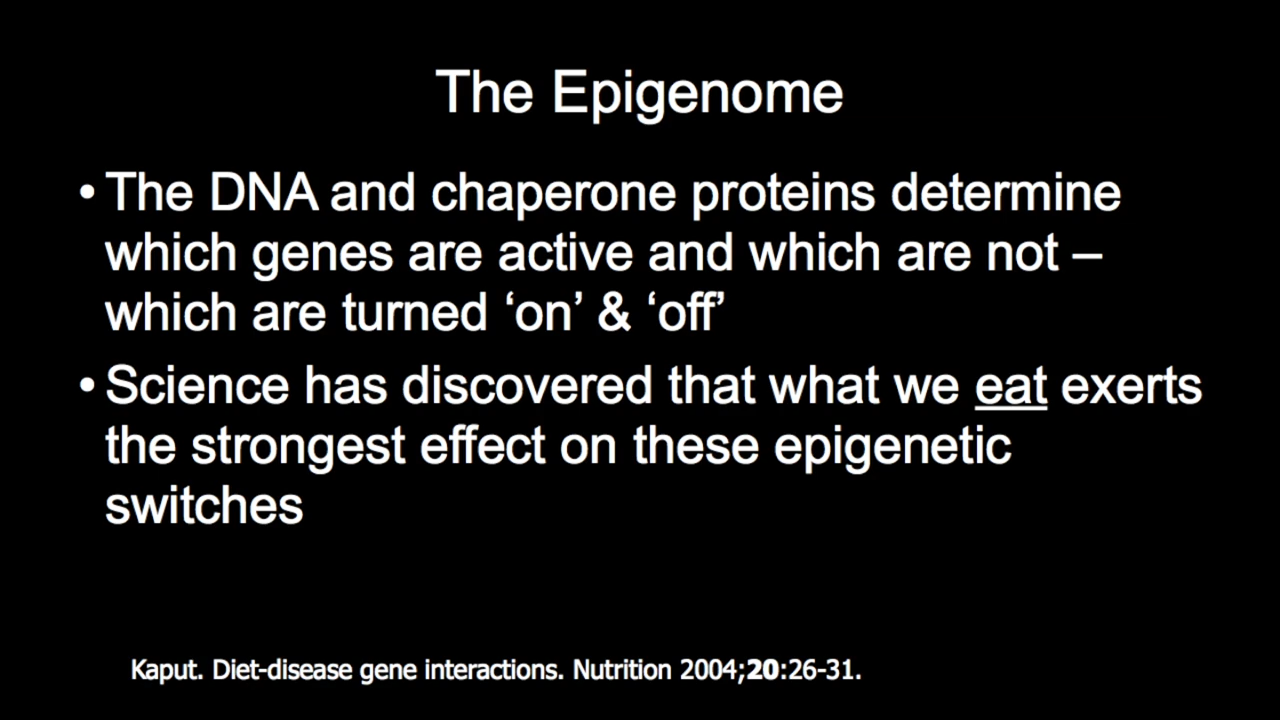 The Epigenome
• The DNA and chaperone proteins determine
which genes are active and which are not –
which are turned ‘on’ & ‘off’
• Science has discovered that what we eat exerts
the strongest effect on these epigenetic
switches
Kaput. Diet-disease gene interactions. Nutrition 2004;20:26-31.